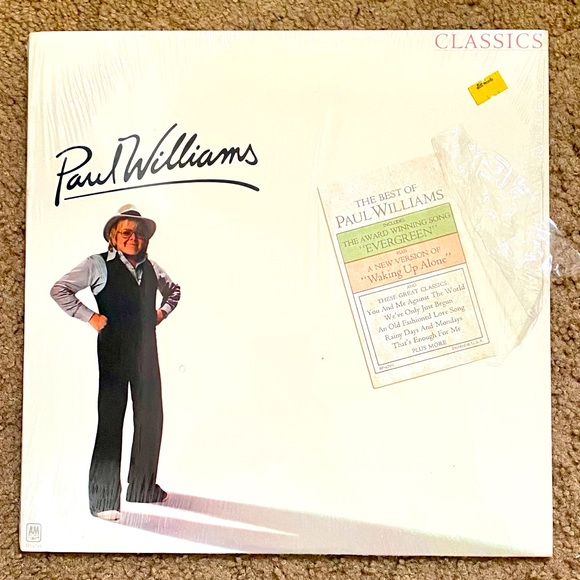 CLASSICS
Paul Williams
THE BEST OF
PAUL WILLIAMS
INCLUDES
THE AWARD WINNING SONG
"EVERGREEN"
PLUS
A NEW VERSION OF
"Waking Up Alone"
AND
THESE GREAT CLASSICS:
You And Me Against The World
We've Only Just Begun
An Old Fashioned Love Song
Rainy Days And Mondays
That's Enough For Me
PLUS MORE
A&M